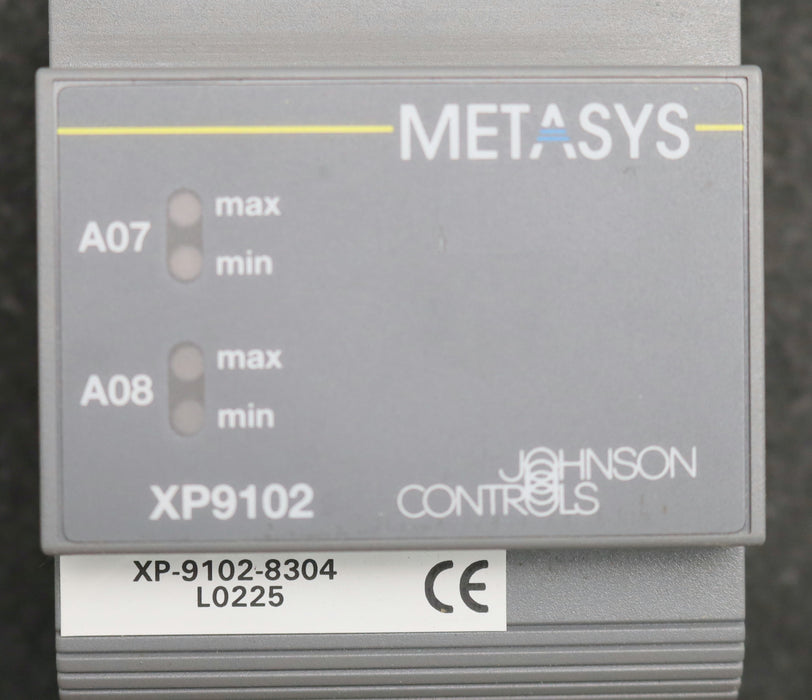 METASYS
A07 max
min
A08 max
min
XP9102
JOHNSON
CONTROLS
XP-9102-8304
L0225
CE